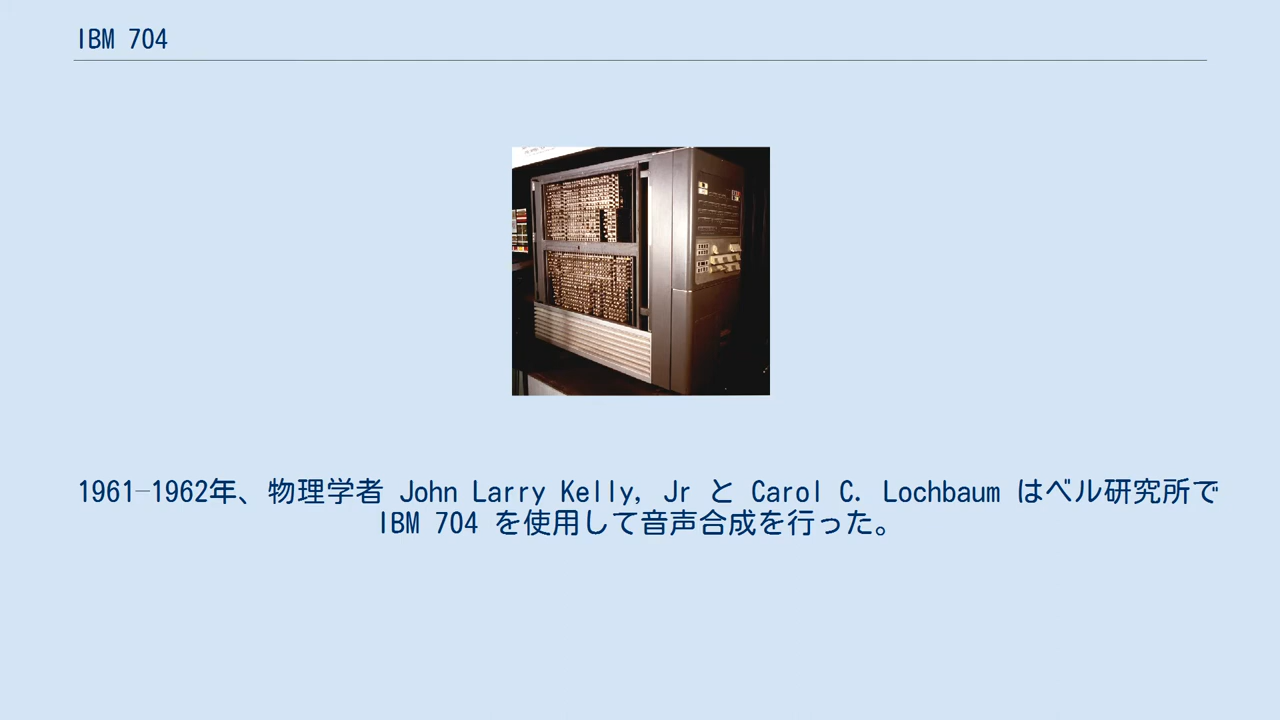 IBM 704
1961–1962年、物理学者 John Larry Kelly, Jr と Carol C. Lochbaum はベル研究所で
IBM 704 を使用して音声合成を行った。